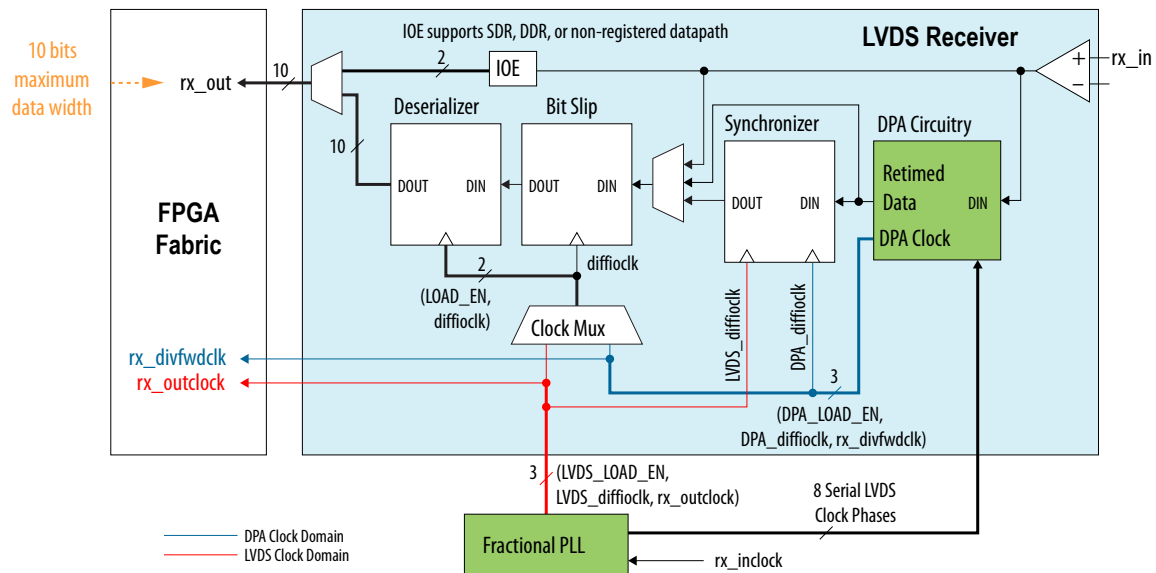 IOE supports SDR, DDR, or non-registered datapath
LVDS Receiver
10 bits
maximum
data width
rx_out
10
2
IOE
+
−
rx_in
Deserializer
Bit Slip
Synchronizer
DPA Circuitry
10
DOUT
DIN
DOUT
DIN
DOUT
DIN
Retimed
Data
DIN
DPA Clock
FPGA
Fabric
2
(LOAD_EN,
diffioclk)
diffioclk
Clock Mux
LVDS_diffioclk
DPA_diffioclk
rx_divfwdclk
rx_outclock
3
(DPA_LOAD_EN,
DPA_diffioclk, rx_divfwdclk)
3
(LVDS_LOAD_EN,
LVDS_diffioclk, rx_outclock)
8 Serial LVDS
Clock Phases
DPA Clock Domain
LVDS Clock Domain
Fractional PLL
rx_inclock